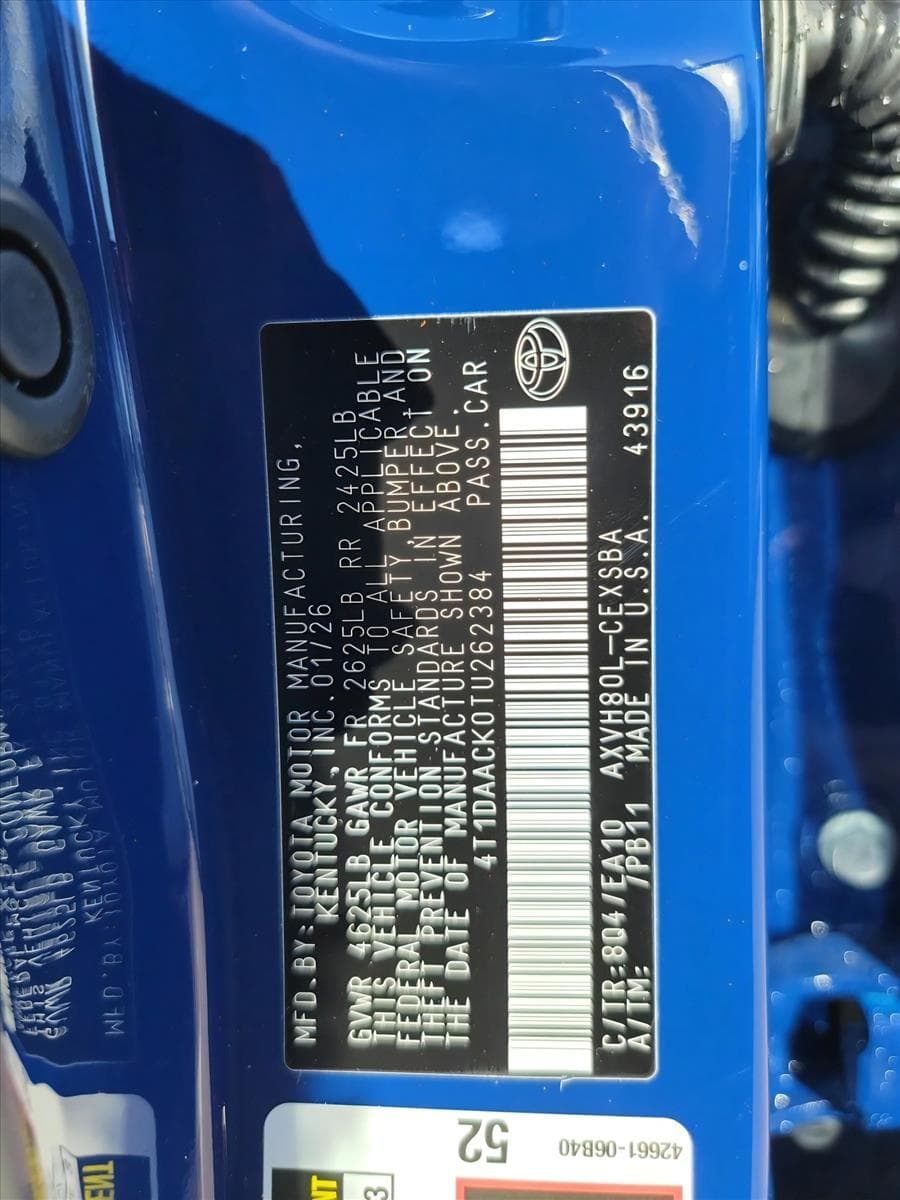 MFD.BY:TOYOTA MOTOR MANUFACTURING,
KENTUCKY, INC.01/26
GVWR 4625LB GAWR FR 2625LB RR 2425LB
THIS VEHICLE CONFORMS TO ALL APPLICABLE
FEDERAL MOTOR VEHICLE SAFETY,BUMPER,AND
THEFT PREVENTION STANDARDS IN EFFECT ON
THE DATE OF MANUFACTURE SHOWN ABOVE.
4T1DAACK0TU262384 PASS.CAR
C/TR:8Q4/EA10 AXVH80L-CEXSBA
A/TM: /PB11 MADE IN U.S.A. 43916
52
42661-06B40